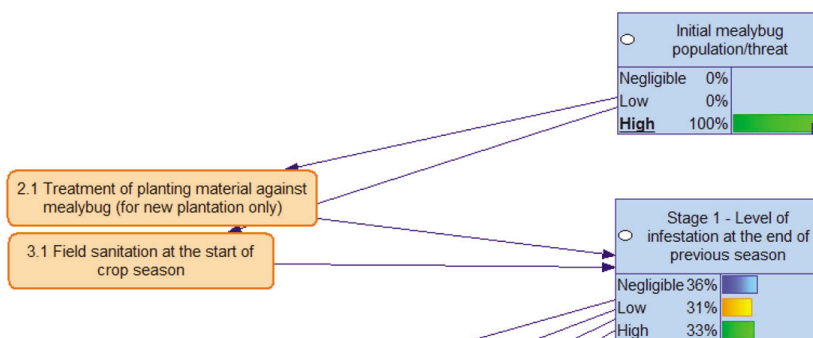 Initial mealybug
population/threat
Negligible 0%
Low 0%
High 100%
2.1 Treatment of planting material against
mealybug (for new plantation only)
3.1 Field sanitation at the start of
crop season
Stage 1 - Level of
infestation at the end of
previous season
Negligible 36%
Low 31%
High 33%